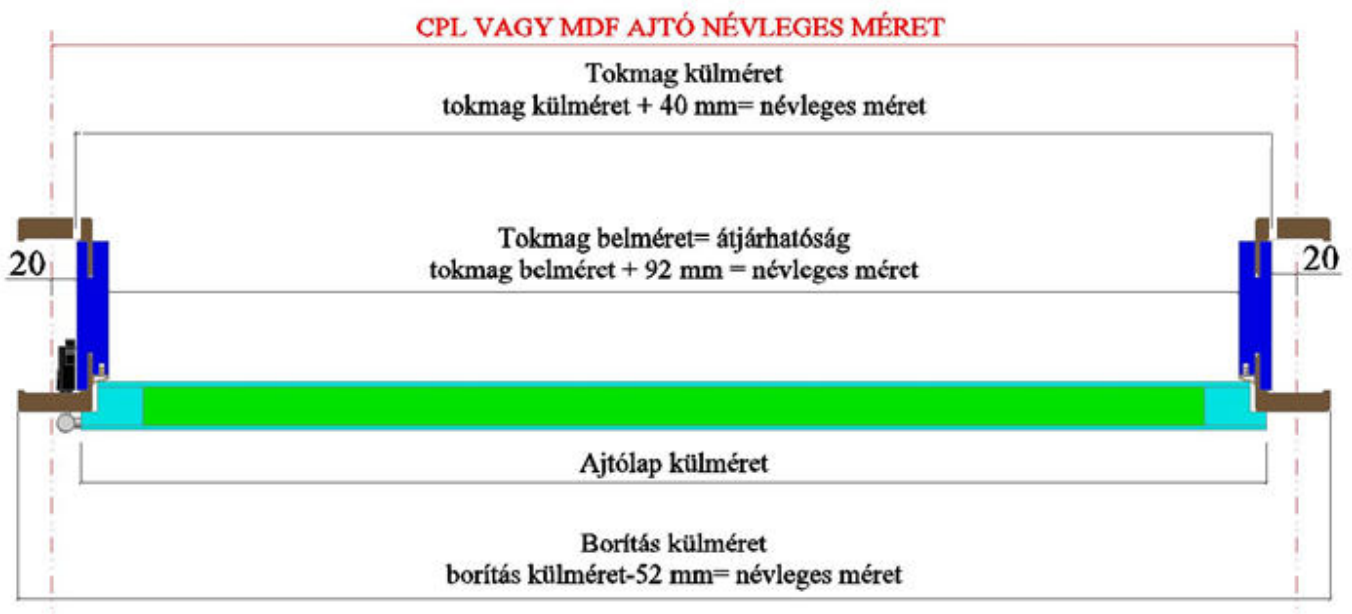 CPL VAGY MDF AJTÓ NÉVLEGES MÉRET
Tokmag külméret
tokmag külméret + 40 mm= névleges méret
Tokmag belméret= átjárhatóság
tokmag belméret + 92 mm = névleges méret
20
20
Ajtólap külméret
Borítás külméret
borítás külméret-52 mm= névleges méret